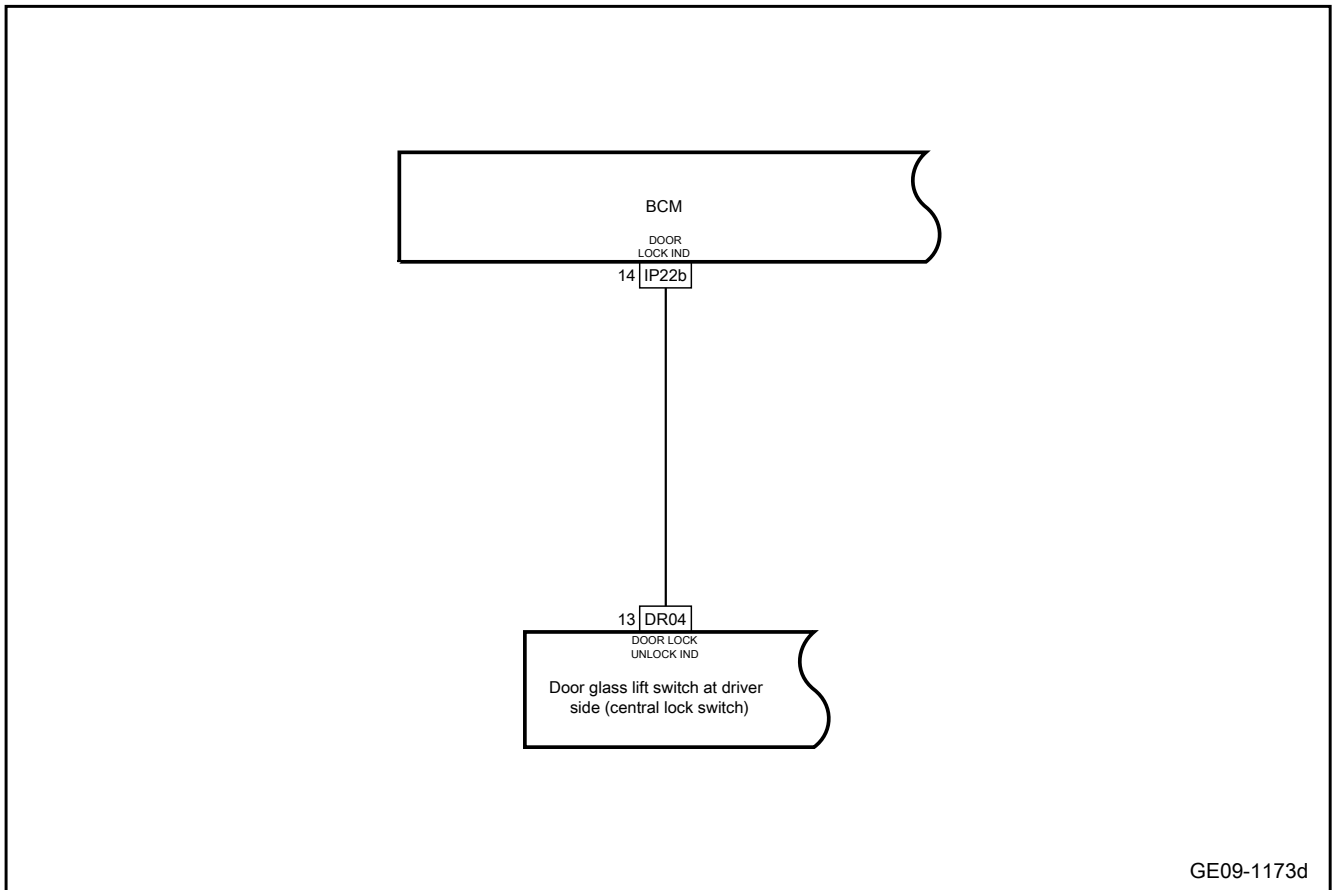 BCM
DOOR
LOCK IND
14 IP22b
13 DR04
DOOR LOCK
UNLOCK IND
Door glass lift switch at driver
side (central lock switch)
GE09-1173d